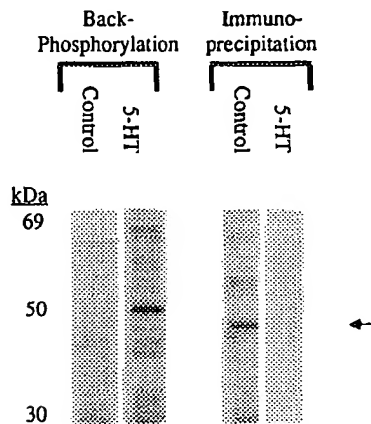 Back-
Phosphorylation
Immuno-
precipitation
Control
5-HT
Control
5-HT
kDa
69
50
30